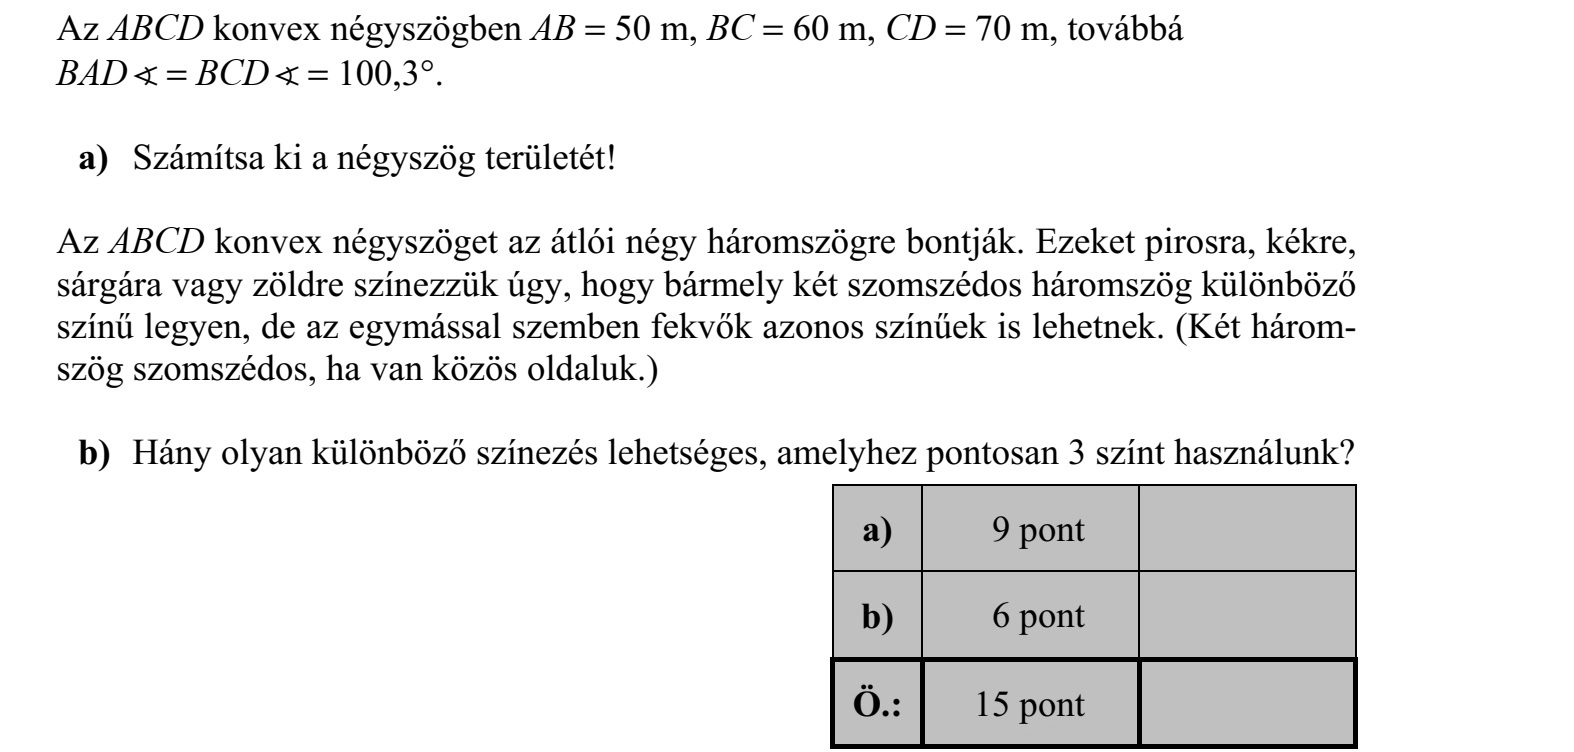 Az ABCD konvex négyszögben AB = 50 m, BC = 60 m, CD = 70 m, továbbá
BAD∢ = BCD∢ = 100,3°.
a) Számítsa ki a négyszög területét!
Az ABCD konvex négyszöget az átlói négy háromszögre bontják. Ezeket pirosra, kékre,
sárgára vagy zöldre színezzük úgy, hogy bármely két szomszédos háromszög különböző
színű legyen, de az egymással szemben fekvők azonos színűek is lehetnek. (Két három-
szög szomszédos, ha van közös oldaluk.)
b) Hány olyan különböző színezés lehetséges, amelyhez pontosan 3 színt használunk?
a) 9 pont
b) 6 pont
Ö.: 15 pont